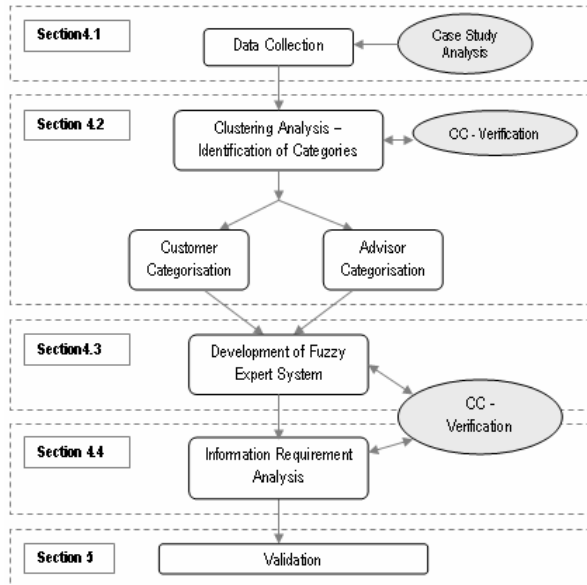 Section4.1
Data Collection
Case Study
Analysis
Section 4.2
Clustering Analysis –
Identification of Categories
CC - Verification
Customer
Categorisation
Advisor
Categorisation
Section4.3
Development of Fuzzy
Expert System
CC -
Verification
Section 4.4
Information Requirement
Analysis
Section 5
Validation